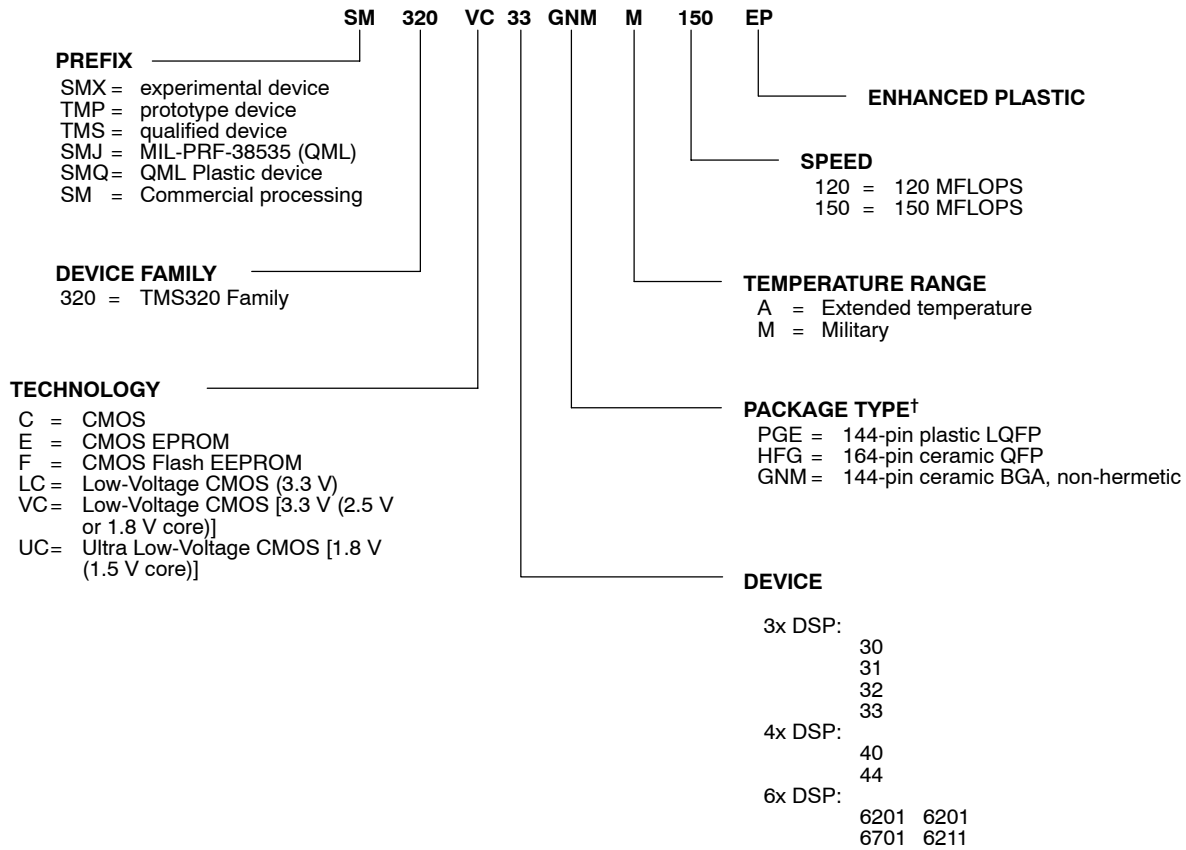 SM 320 VC 33 GNM M 150 EP
PREFIX
SMX = experimental device
TMP = prototype device
TMS = qualified device
SMJ = MIL-PRF-38535 (QML)
SMQ = QML Plastic device
SM = Commercial processing
DEVICE FAMILY
320 = TMS320 Family
TECHNOLOGY
C = CMOS
E = CMOS EPROM
F = CMOS Flash EEPROM
LC = Low-Voltage CMOS (3.3 V)
VC = Low-Voltage CMOS [3.3 V (2.5 V
or 1.8 V core)]
UC = Ultra Low-Voltage CMOS [1.8 V
(1.5 V core)]
ENHANCED PLASTIC
SPEED
120 = 120 MFLOPS
150 = 150 MFLOPS
TEMPERATURE RANGE
A = Extended temperature
M = Military
PACKAGE TYPE†
PGE = 144-pin plastic LQFP
HFG = 164-pin ceramic QFP
GNM = 144-pin ceramic BGA, non-hermetic
DEVICE
3x DSP:
30
31
32
33
4x DSP:
40
44
6x DSP:
6201 6201
6701 6211